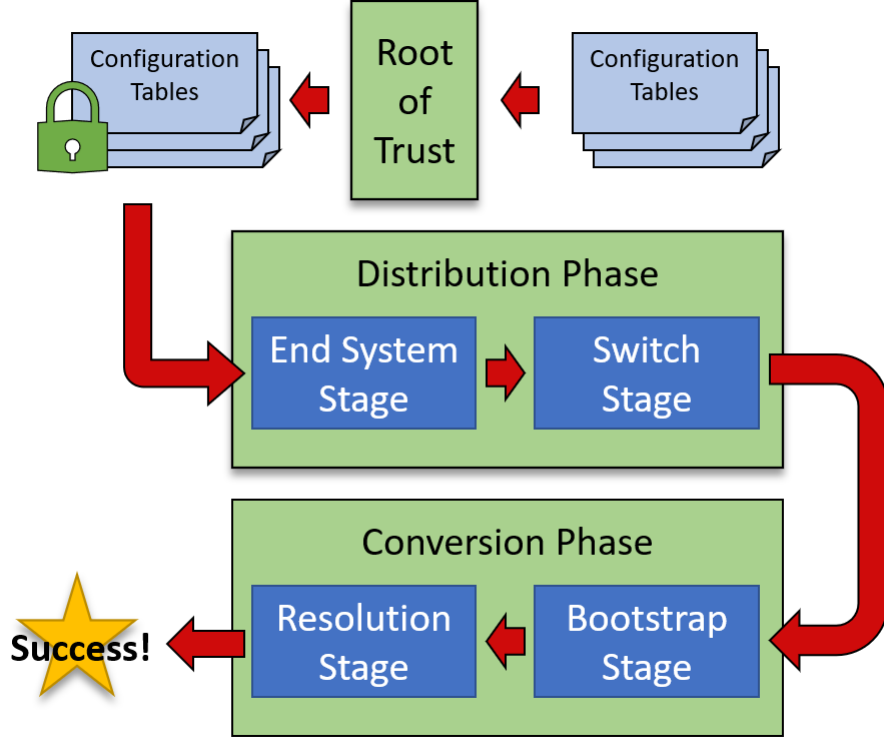 Configuration
Tables
Root
of
Trust
Configuration
Tables
Distribution Phase
End System
Stage
Switch
Stage
Conversion Phase
Resolution
Stage
Bootstrap
Stage
Success!